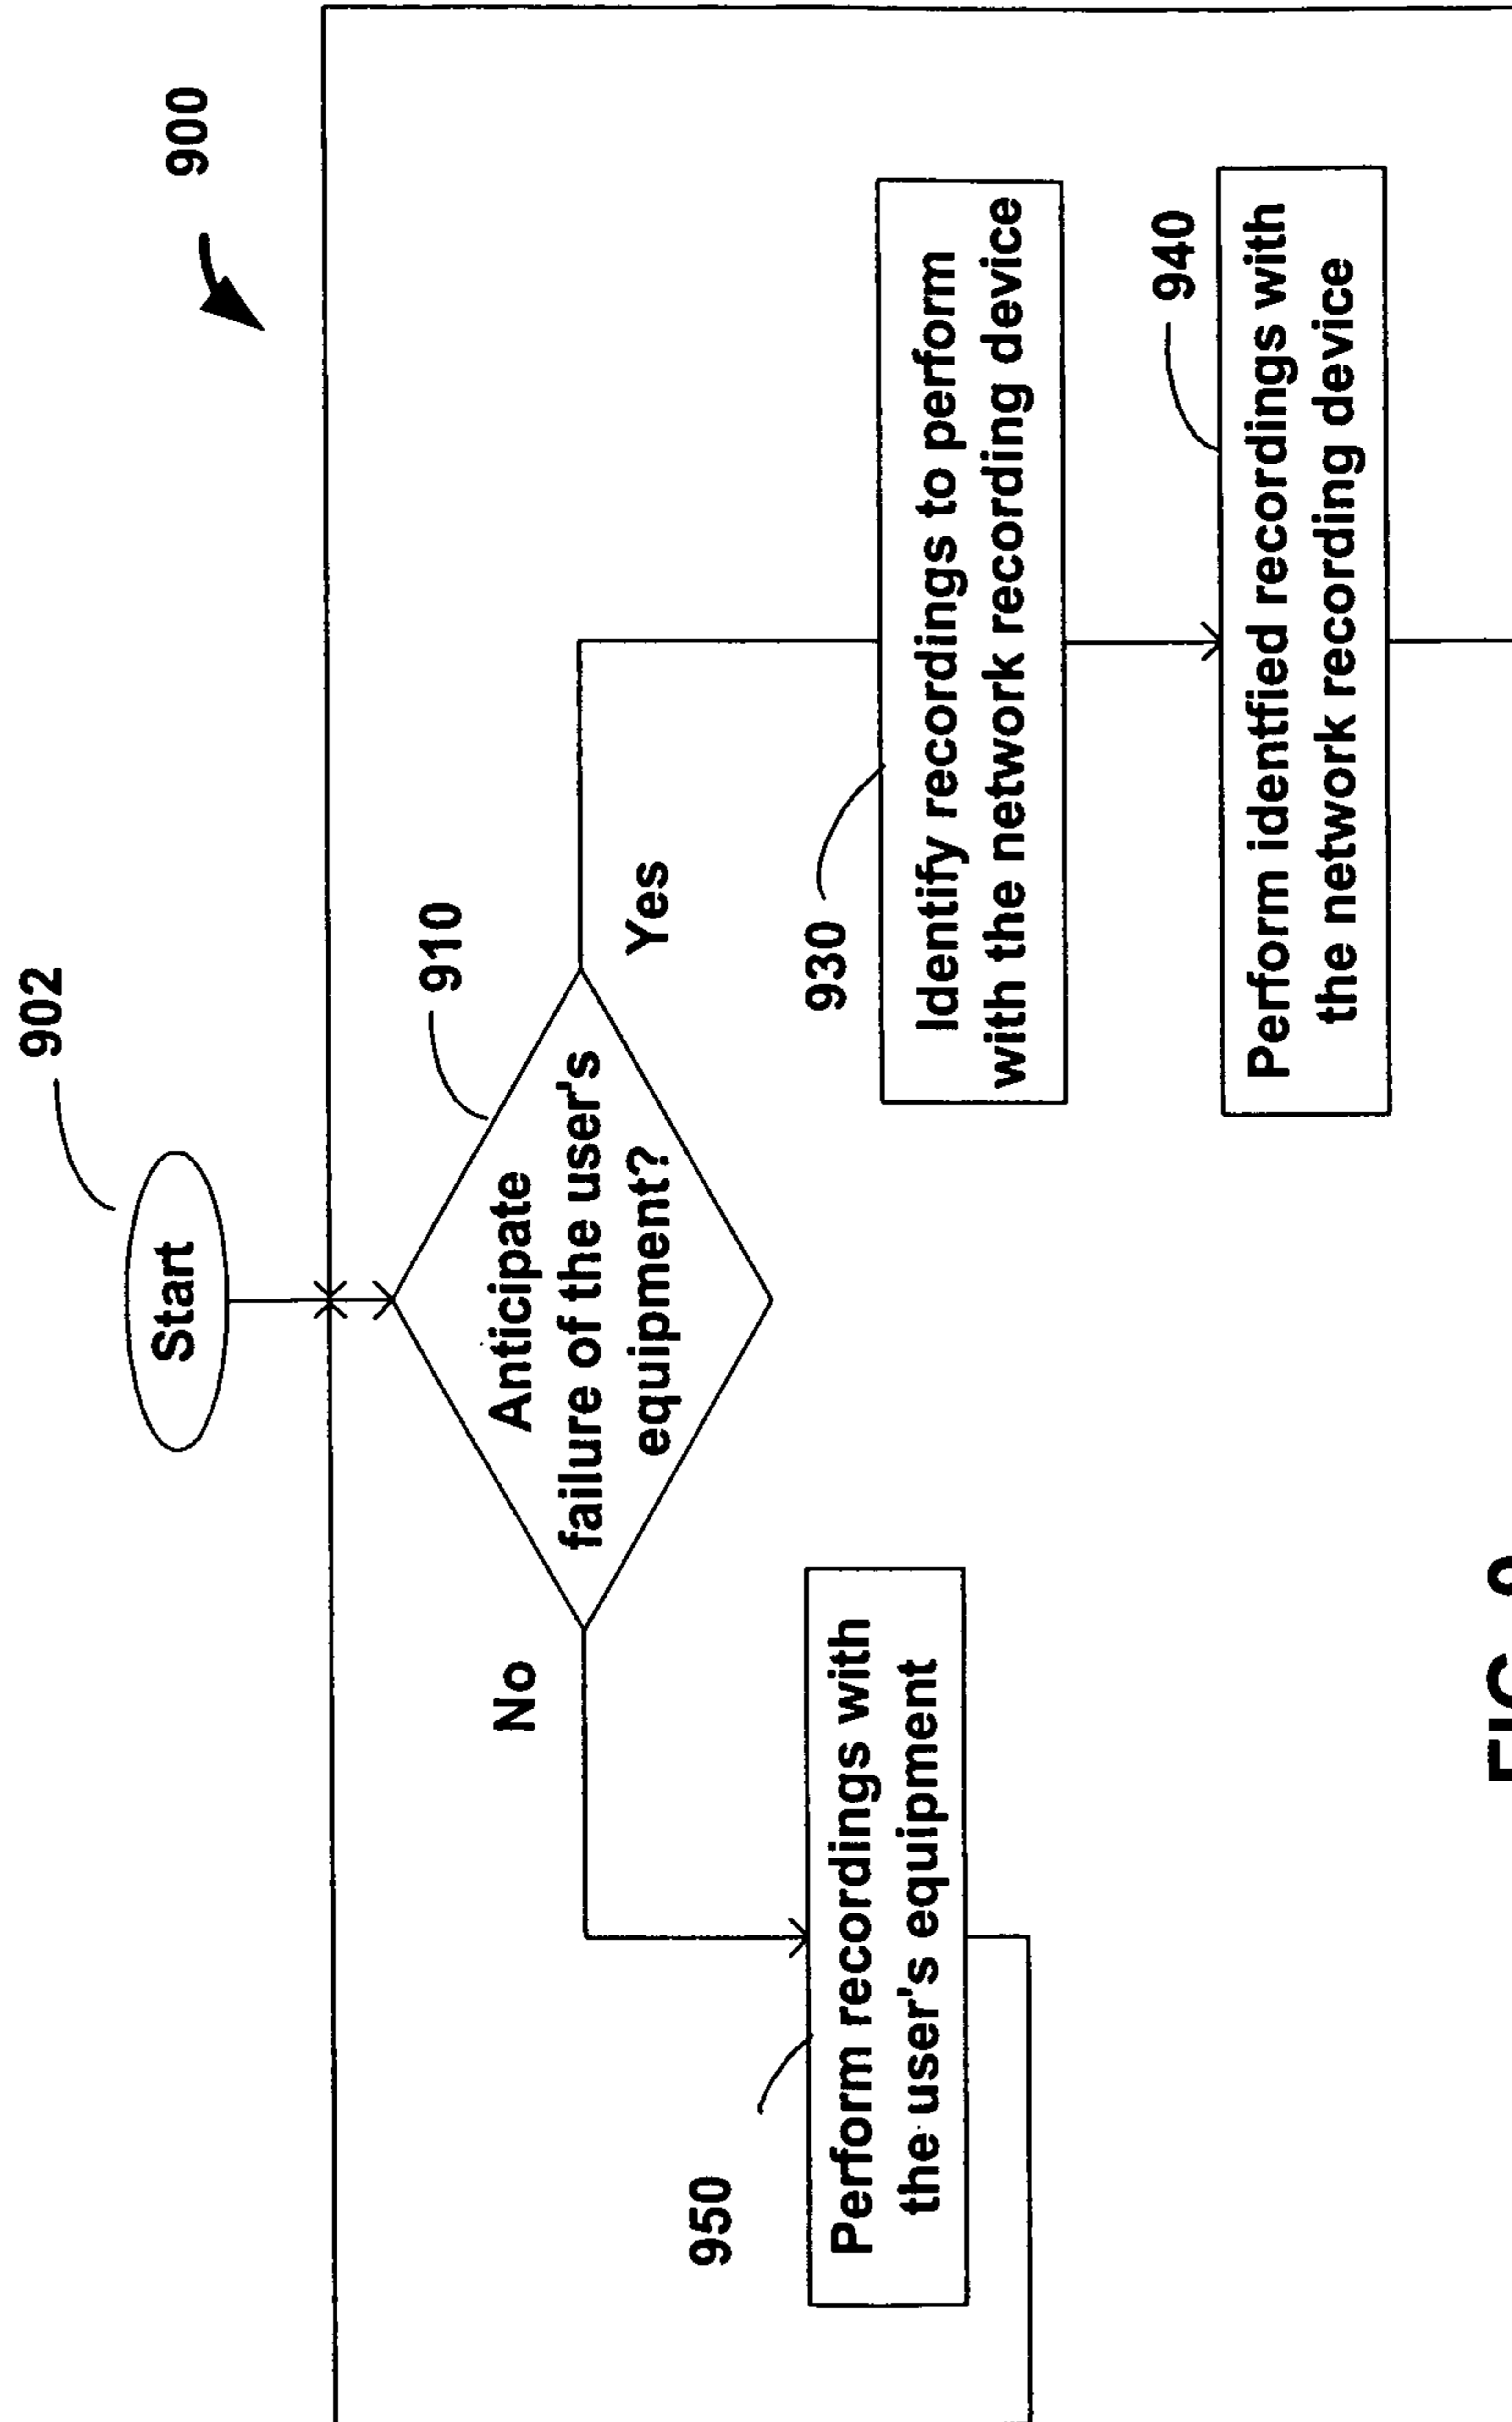 900
902
Start
910
Anticipate
failure of the user's
equipment?
No
Yes
950
Perform recordings with
the user's equipment
930
Identify recordings to perform
with the network recording device
940
Perform identfied recordings with
the network recording device